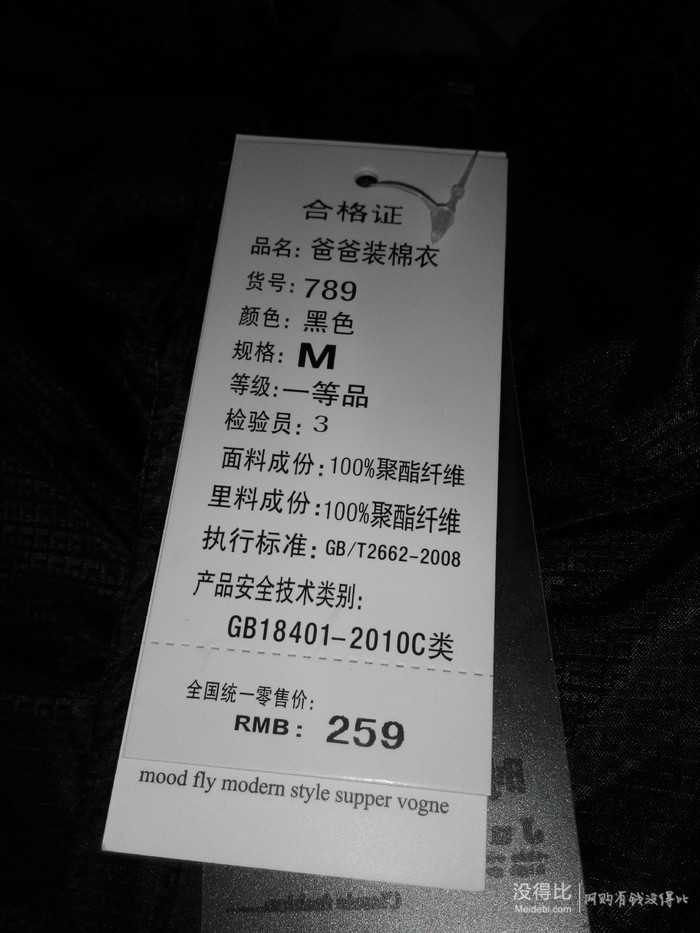 合格证
品名: 爸爸装棉衣
货号: 789
颜色: 黑色
规格: M
等级: 一等品
检验员: 3
面料成份: 100%聚酯纤维
里料成份: 100%聚酯纤维
执行标准: GB/T2662-2008
产品安全技术类别:
GB18401-2010C类
全国统一零售价:
RMB: 259
mood fly modern style supper vogne
没得比
Meidebi.com
网购有钱没得比